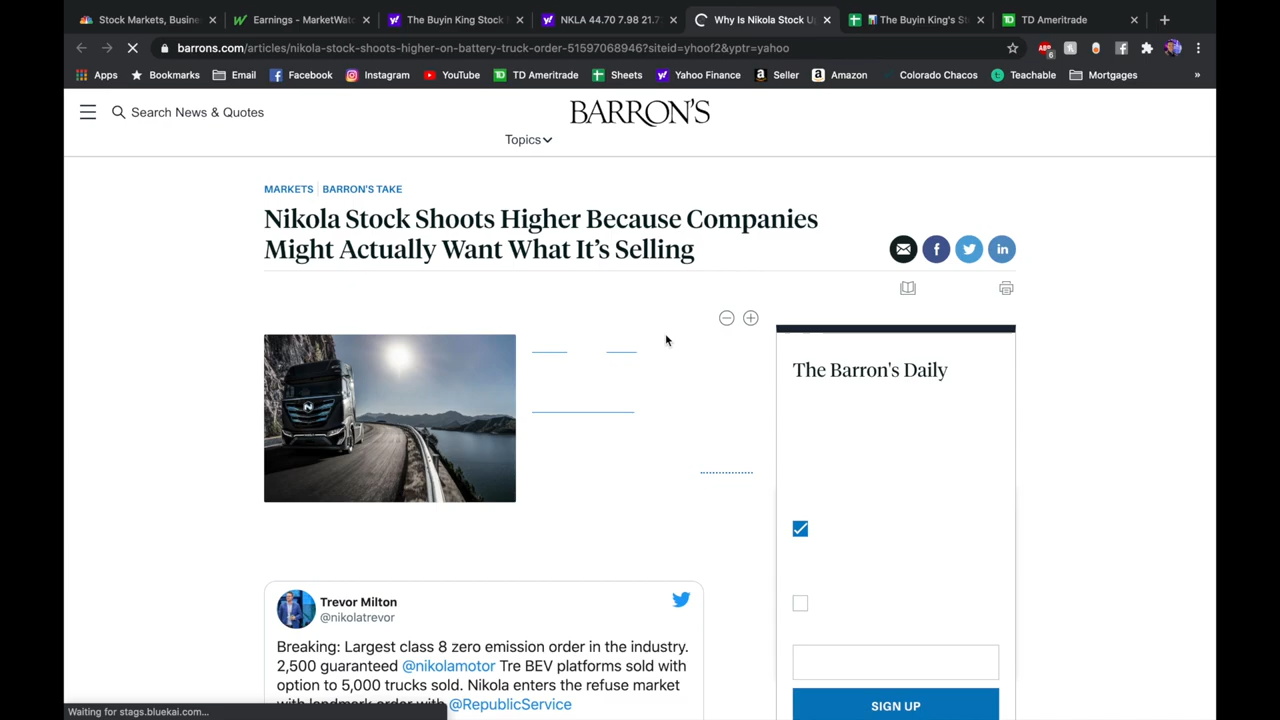 Stock Markets, Busine
Earnings - MarketWat
The Buyin King Stock
NKLA 44.70 7.98 21.7
Why Is Nikola Stock U
The Buyin King's St
TD Ameritrade
barrons.com/articles/nikola-stock-shoots-higher-on-battery-truck-order-51597068946?siteid=yhoof2&yptr=yahoo
ABP
6
Apps
Bookmarks
Email
Facebook
Instagram
YouTube
TD Ameritrade
Sheets
Yahoo Finance
Seller
Amazon
Colorado Chacos
Teachable
Mortgages
»
Search News & Quotes
BARRON'S
Topics
MARKETS | BARRON'S TAKE
Nikola Stock Shoots Higher Because Companies
Might Actually Want What It's Selling
The Barron's Daily
Trevor Milton
@nikolatrevor
Breaking: Largest class 8 zero emission order in the industry.
2,500 guaranteed @nikolamotor Tre BEV platforms sold with
option to 5,000 trucks sold. Nikola enters the refuse market
with landmark order with @RepublicService
SIGN UP
Waiting for stags.bluekai.com...